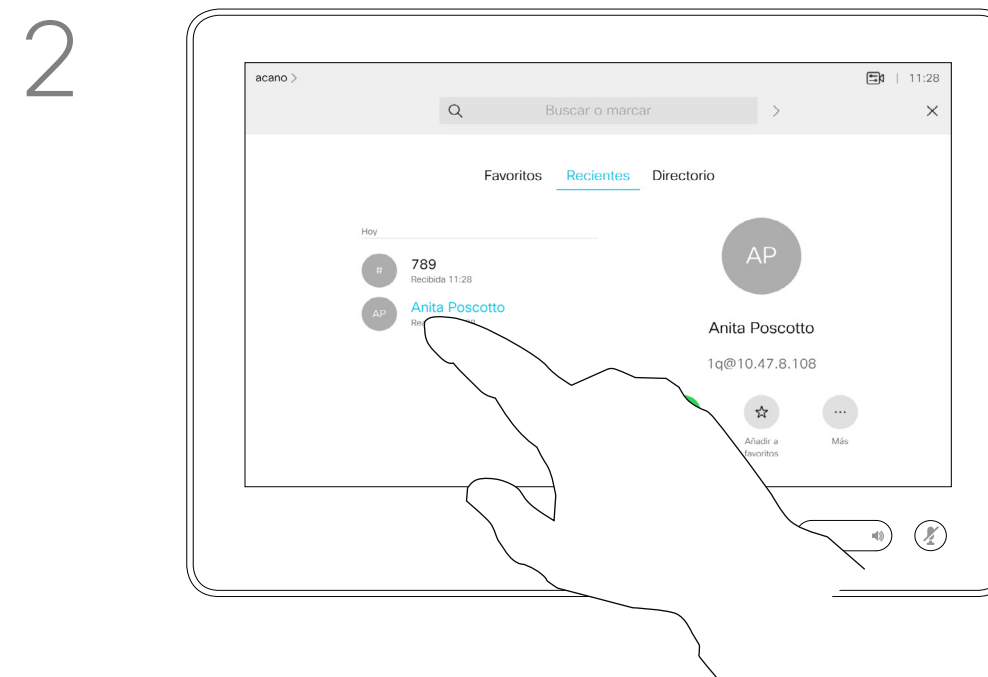 2
acano >
11:28
Buscar o marcar
Favoritos Recientes Directorio
Hoy
#
789
Recibida 11:28
AP
Anita Poscotto
AP
Anita Poscotto
1q@10.47.8.108
Añadir a
favoritos
Más